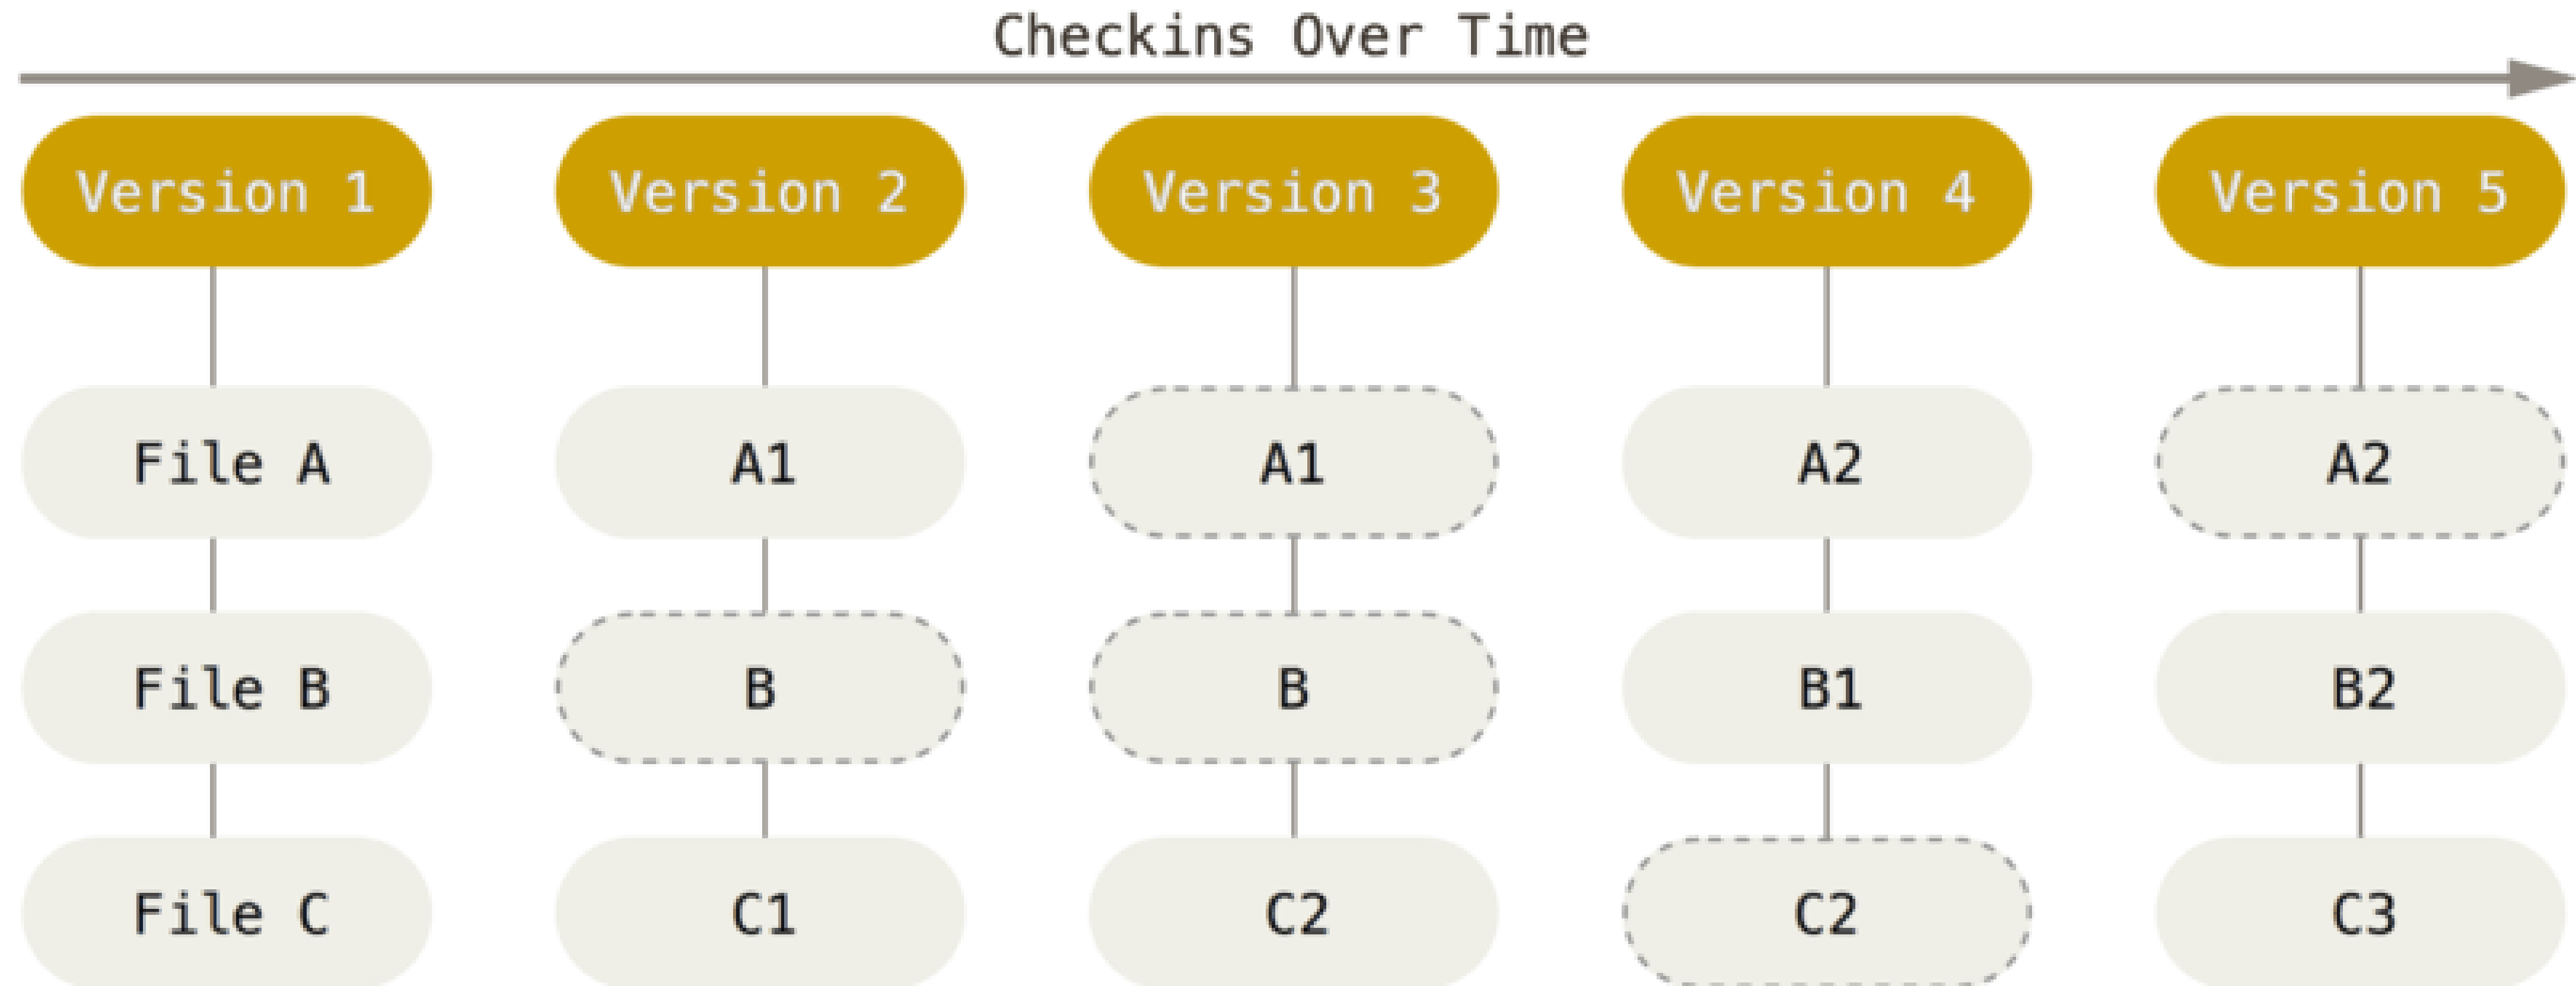 Checkins Over Time
Version 1 Version 2 Version 3 Version 4 Version 5
File A A1 A1 A2 A2
File B B B B1 B2
File C C1 C2 C2 C3